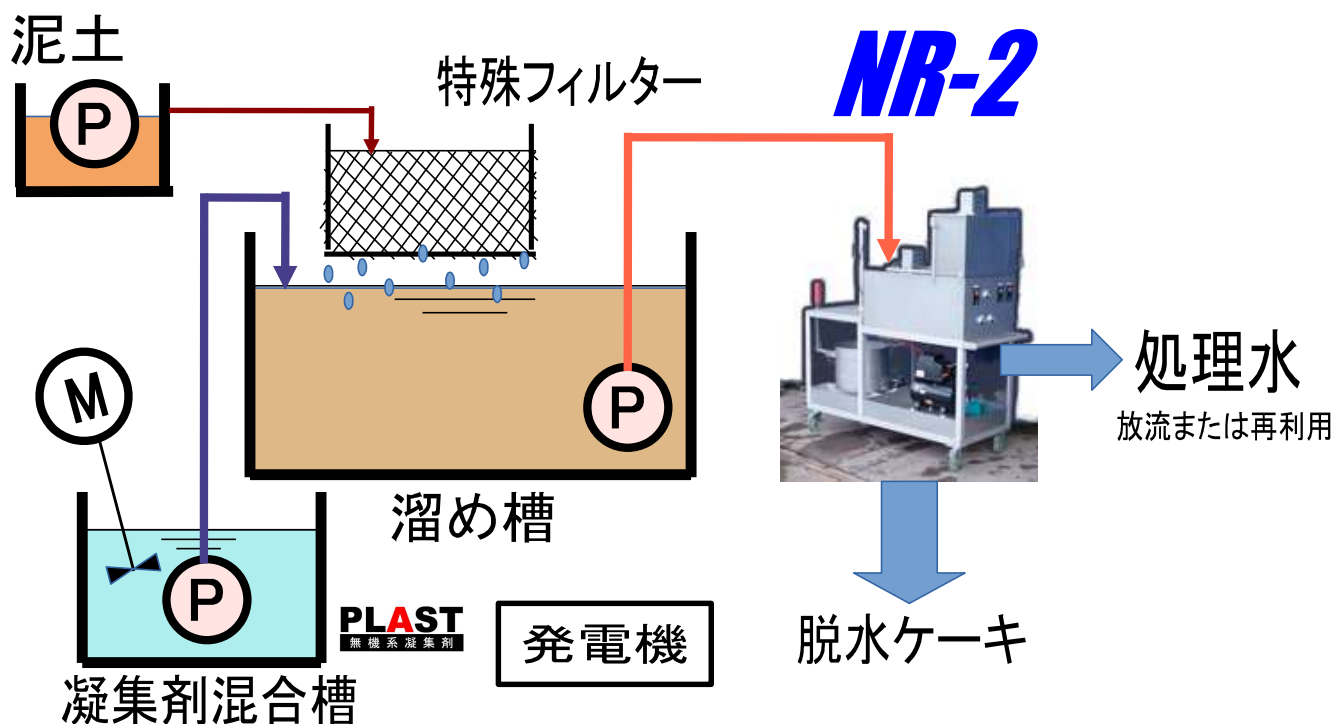 泥土
P
特殊フィルター
NR-2
P
M
処理水
放流または再利用
溜め槽
P
PLAST
無機系凝集剤
発電機
脱水ケーキ
凝集剤混合槽